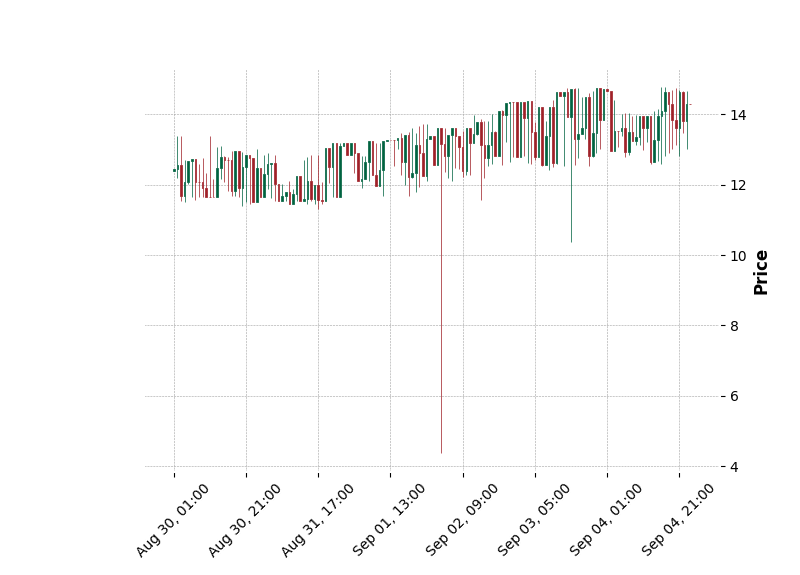 14
12
10
8
6
4
Price
Aug 30, 01:00
Aug 30, 21:00
Aug 31, 17:00
Sep 01, 13:00
Sep 02, 09:00
Sep 03, 05:00
Sep 04, 01:00
Sep 04, 21:00